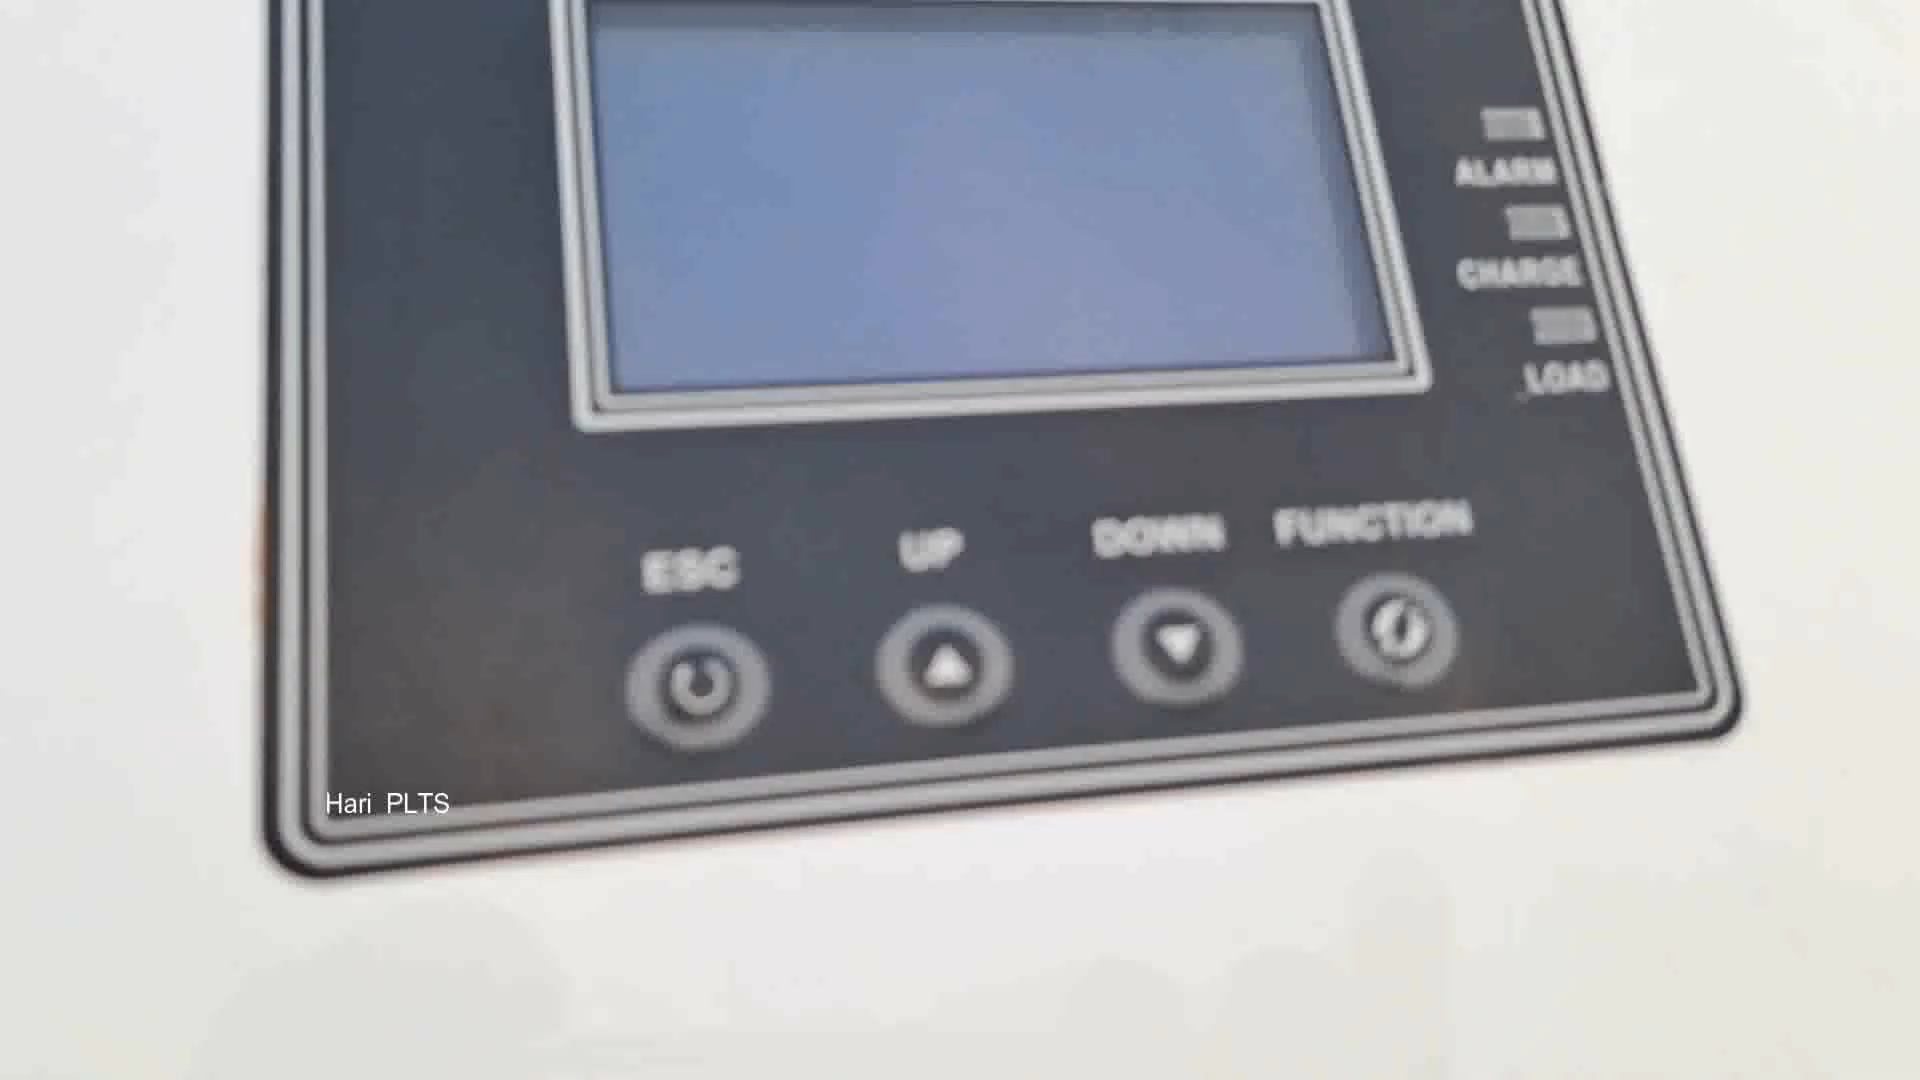 ALARM
CHARGE
LOAD
ESC UP DOWN FUNCTION
Hari PLTS